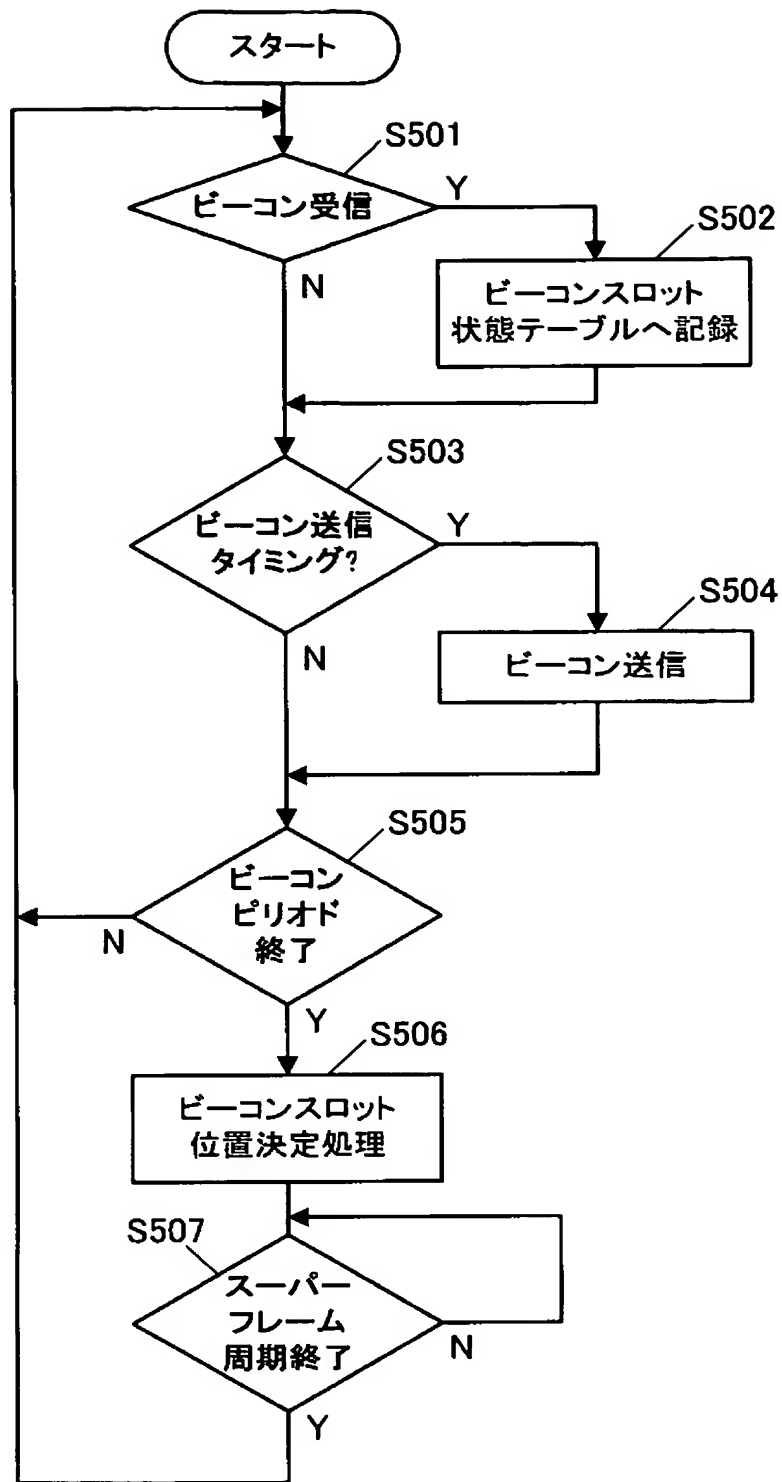 スタート
S501
ビーコン受信
Y
S502
N
ビーコンスロット
状態テーブルへ記録
S503
ビーコン送信
タイミング?
Y
S504
N
ビーコン送信
S505
ビーコン
ピリオド
終了
N
Y
S506
ビーコンスロット
位置決定処理
S507
スーパー
フレーム
周期終了
N
Y